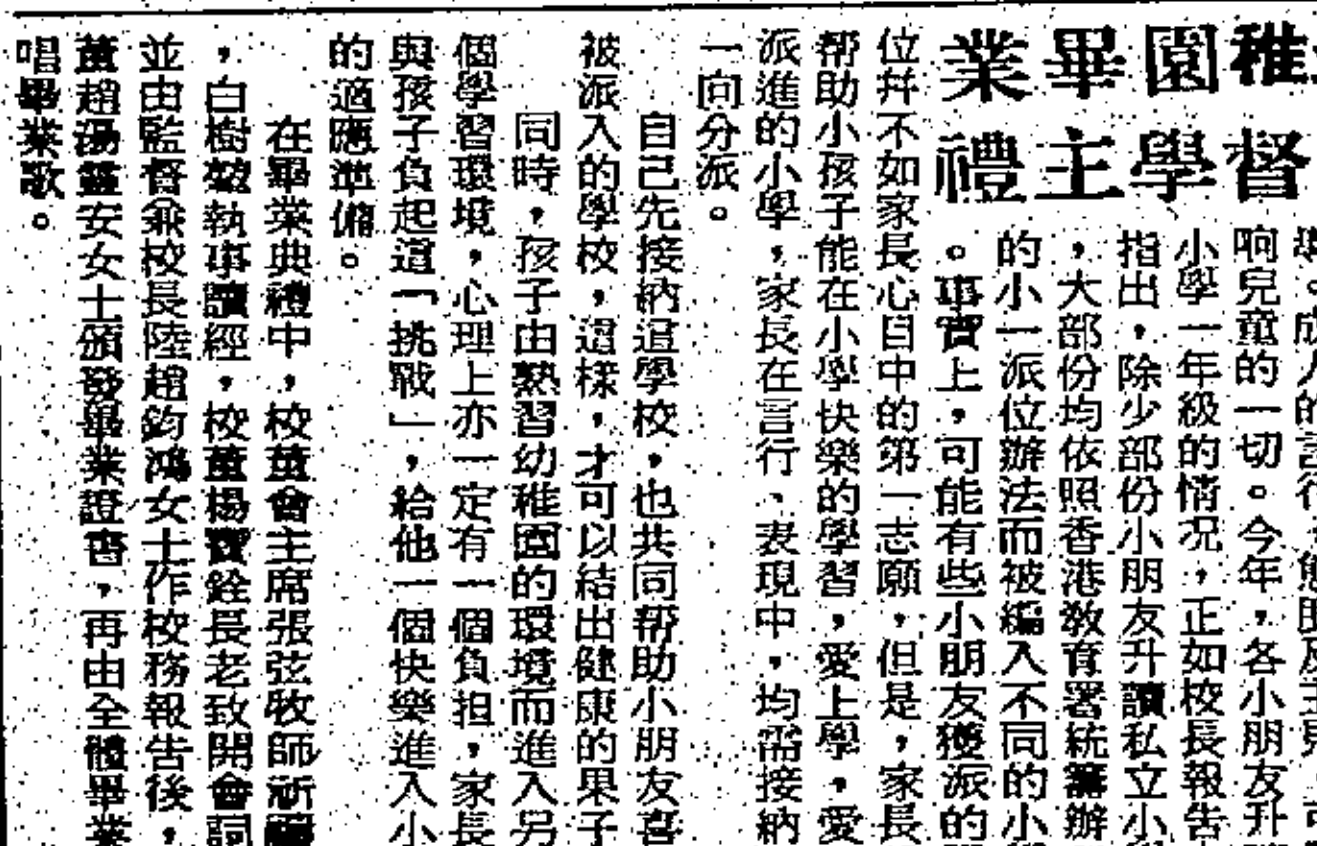 稚園畢業
督學主禮
。成人的言行
响兒童的一切。今年,各小朋友升
小學一年級的情况,正如校長報告
指出,除少部份小朋友升讀私立小
,大部份均依照香港教育署統籌辦
的小一派位辦法而被編入不同的小
。事實上,可能有些小朋友獲派的
位幷不如家長心目中的第一志願,但是,家長
帮助小孩子能在小學快樂的學習,愛上學,愛
派進的小學,家長在言行、表現中,均需接納
一向分派。
自己先接納這學校,也共同帮助小朋友喜
被派入的學校,這樣,才可以結出健康的果子
同時,孩子由熟習幼稚園的環境而進入另
個學習環境,心理上亦一定有一個負担,家長
與孩子負起這「挑戰」,給他一個快樂進入小
的適應準備。
在畢業典禮中,校董會主席張弦牧師祈禱
,白樹燊執事讀經,校董楊寶銓長老致開會詞
並由監督兼校長陸趙鈞鴻女士作校務報告後,
董趙湯靈安女士頒發畢業證書,再由全體畢業
唱畢業歌。